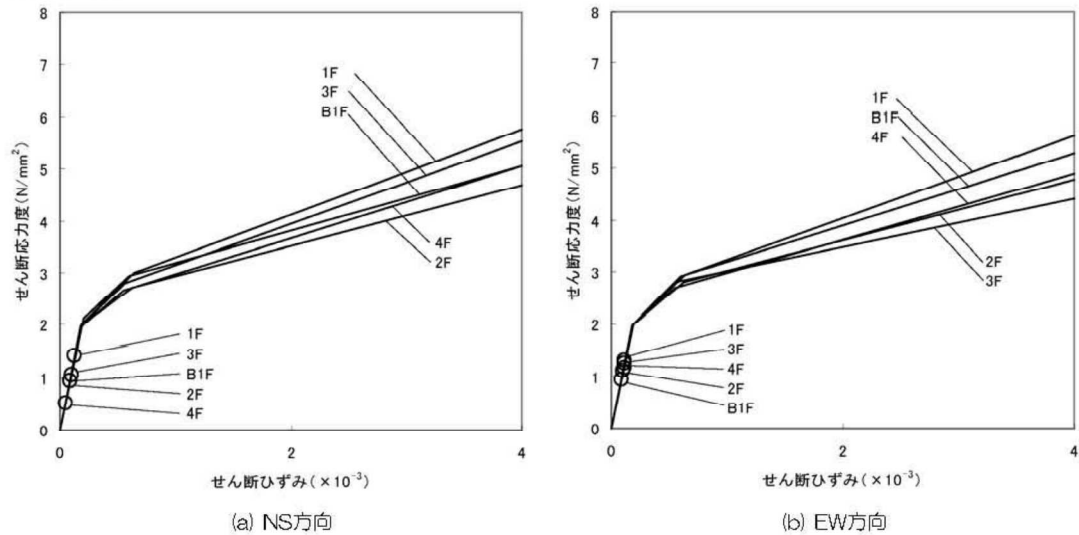 8
7
6
5
4
3
2
1
0
せん断応力度(N/mm²)
1F
3F
B1F
4F
2F
1F
3F
B1F
2F
4F
0
2
4
せん断ひずみ(×10⁻³)
(a) NS方向
8
7
6
5
4
3
2
1
0
せん断応力度(N/mm²)
1F
B1F
4F
2F
3F
1F
3F
4F
2F
B1F
0
2
4
せん断ひずみ(×10⁻³)
(b) EW方向